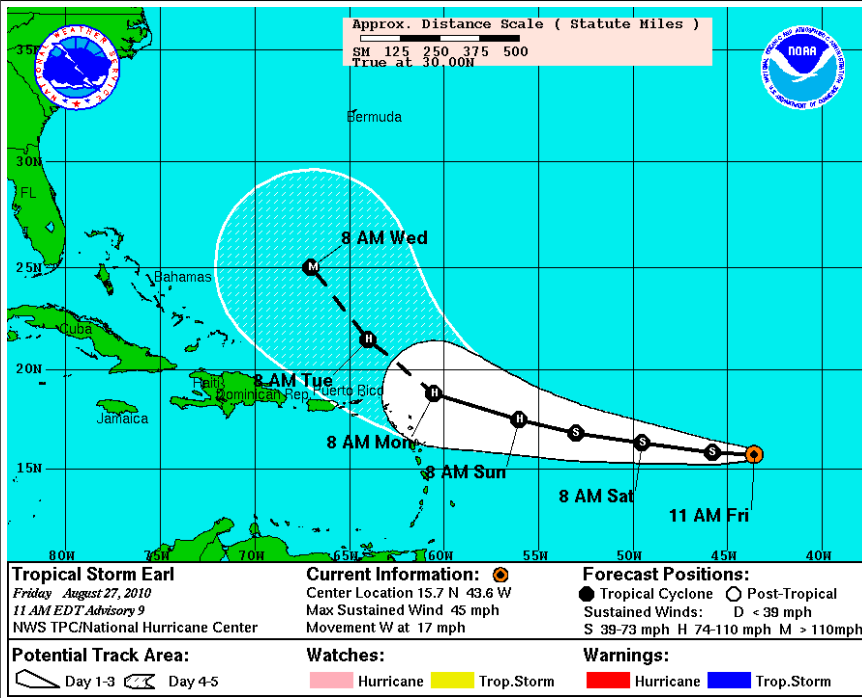 Approx. Distance Scale ( Statute Miles )
SM 125 250 375 500
True at 30.00N
NATIONAL WEATHER SERVICE
NOAA
35N
Bermuda
30N
FL
8 AM Wed
M
25N
Bahamas
Cuba
H
20N
8 AM Tue
Haiti
Dominican Rep.
Puerto Rico
H
Jamaica
8 AM Mon
H
S
S
S
8 AM Sun
15N
8 AM Sat
11 AM Fri
80W 75W 70W 65W 60W 55W 50W 45W 40W
Tropical Storm Earl
Friday August 27, 2010
11 AM EDT Advisory 9
NWS TPC/National Hurricane Center
Current Information:
Center Location 15.7 N 43.6 W
Max Sustained Wind 45 mph
Movement W at 17 mph
Forecast Positions:
Tropical Cyclone Post-Tropical
Sustained Winds: D < 39 mph
S 39-73 mph H 74-110 mph M > 110mph
Potential Track Area:
Day 1-3 Day 4-5
Watches:
Hurricane Trop.Storm
Warnings:
Hurricane Trop.Storm